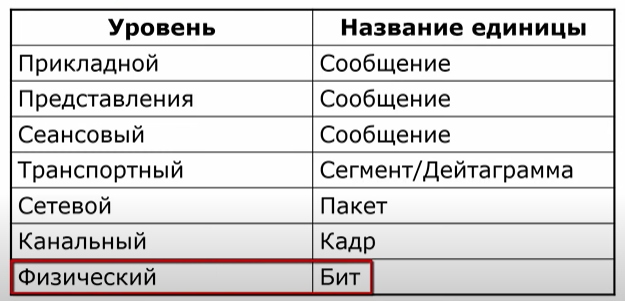 Уровень Название единицы
Прикладной Сообщение
Представления Сообщение
Сеансовый Сообщение
Транспортный Сегмент/Дейтаграмма
Сетевой Пакет
Канальный Кадр
Физический Бит